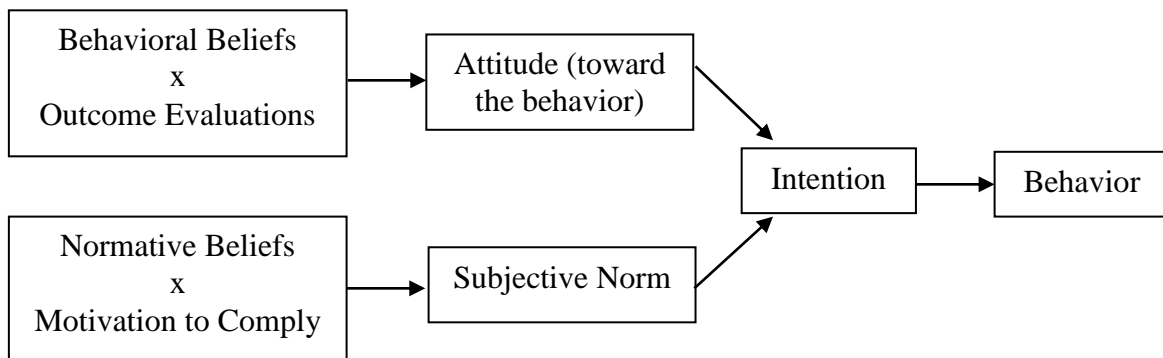 Behavioral Beliefs
x
Outcome Evaluations
Attitude (toward
the behavior)
Intention
Behavior
Normative Beliefs
x
Motivation to Comply
Subjective Norm